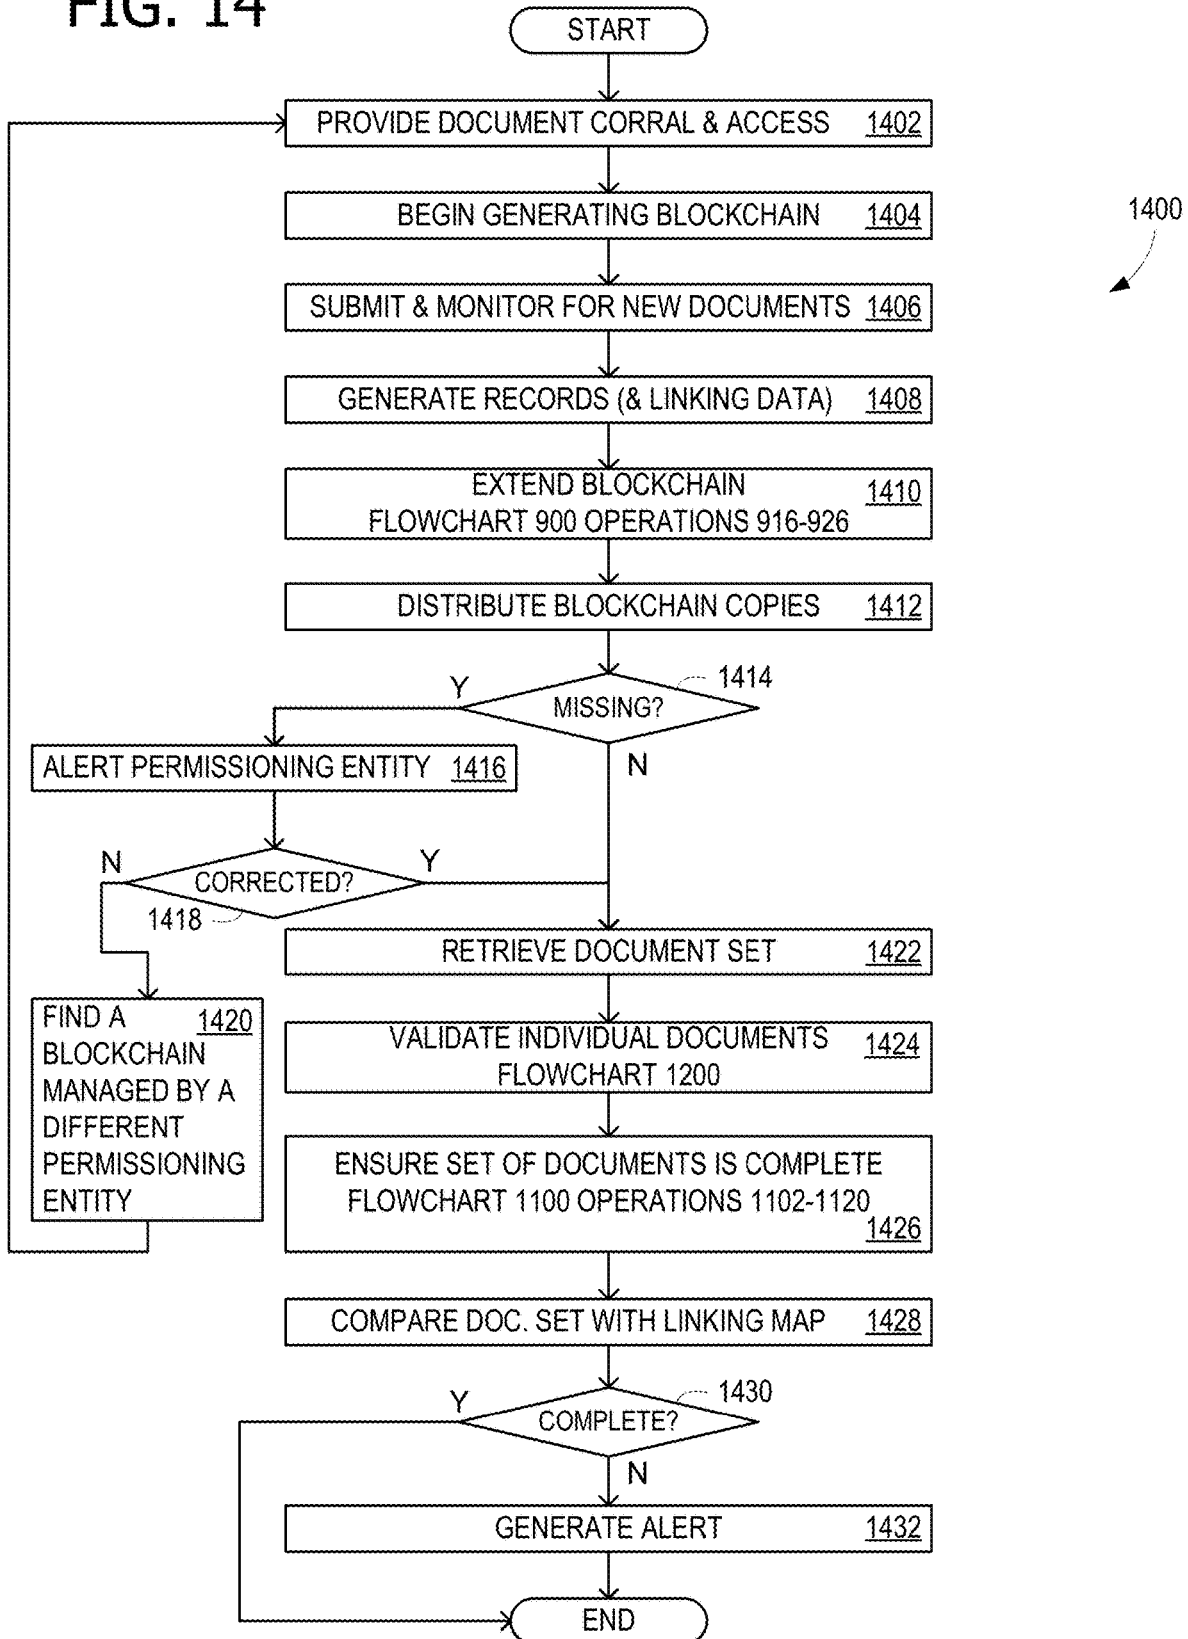 FIG. 14
START
PROVIDE DOCUMENT CORRAL & ACCESS 1402
1400
BEGIN GENERATING BLOCKCHAIN 1404
SUBMIT & MONITOR FOR NEW DOCUMENTS 1406
GENERATE RECORDS (& LINKING DATA) 1408
EXTEND BLOCKCHAIN 1410
FLOWCHART 900 OPERATIONS 916-926
DISTRIBUTE BLOCKCHAIN COPIES 1412
1414
Y
MISSING?
N
ALERT PERMISSIONING ENTITY 1416
N
Y
CORRECTED?
1418
RETRIEVE DOCUMENT SET 1422
FIND A 1420
BLOCKCHAIN
MANAGED BY A
DIFFERENT
PERMISSIONING
ENTITY
VALIDATE INDIVIDUAL DOCUMENTS 1424
FLOWCHART 1200
ENSURE SET OF DOCUMENTS IS COMPLETE
FLOWCHART 1100 OPERATIONS 1102-1120
1426
COMPARE DOC. SET WITH LINKING MAP 1428
1430
Y
COMPLETE?
N
GENERATE ALERT 1432
END